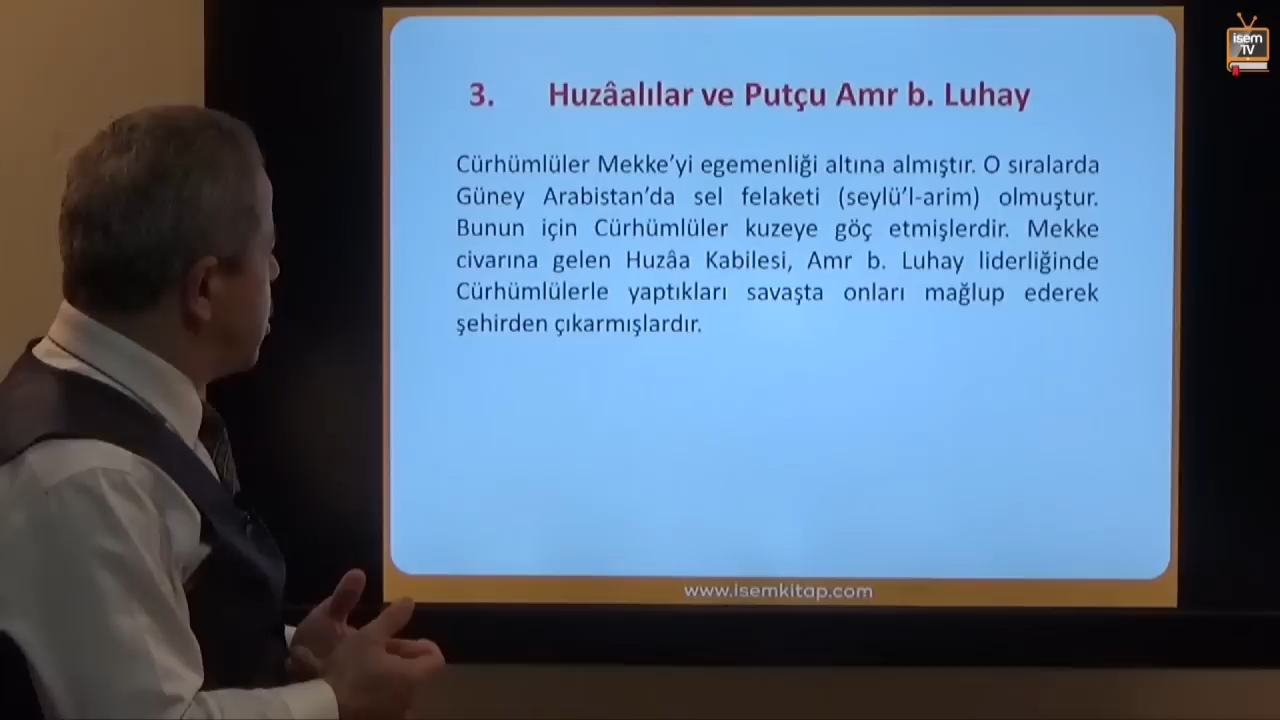 isem
TV
3. Huzâalılar ve Putçu Amr b. Luhay
Cürhümlüler Mekke’yi egemenliği altına almıştır. O sıralarda
Güney Arabistan’da sel felaketi (seylü’l-arim) olmuştur.
Bunun için Cürhümlüler kuzeye göç etmişlerdir. Mekke
civarına gelen Huzâa Kabilesi, Amr b. Luhay liderliğinde
Cürhümlülerle yaptıkları savaşta onları mağlup ederek
şehirden çıkarmışlardır.
www.isemkitap.com